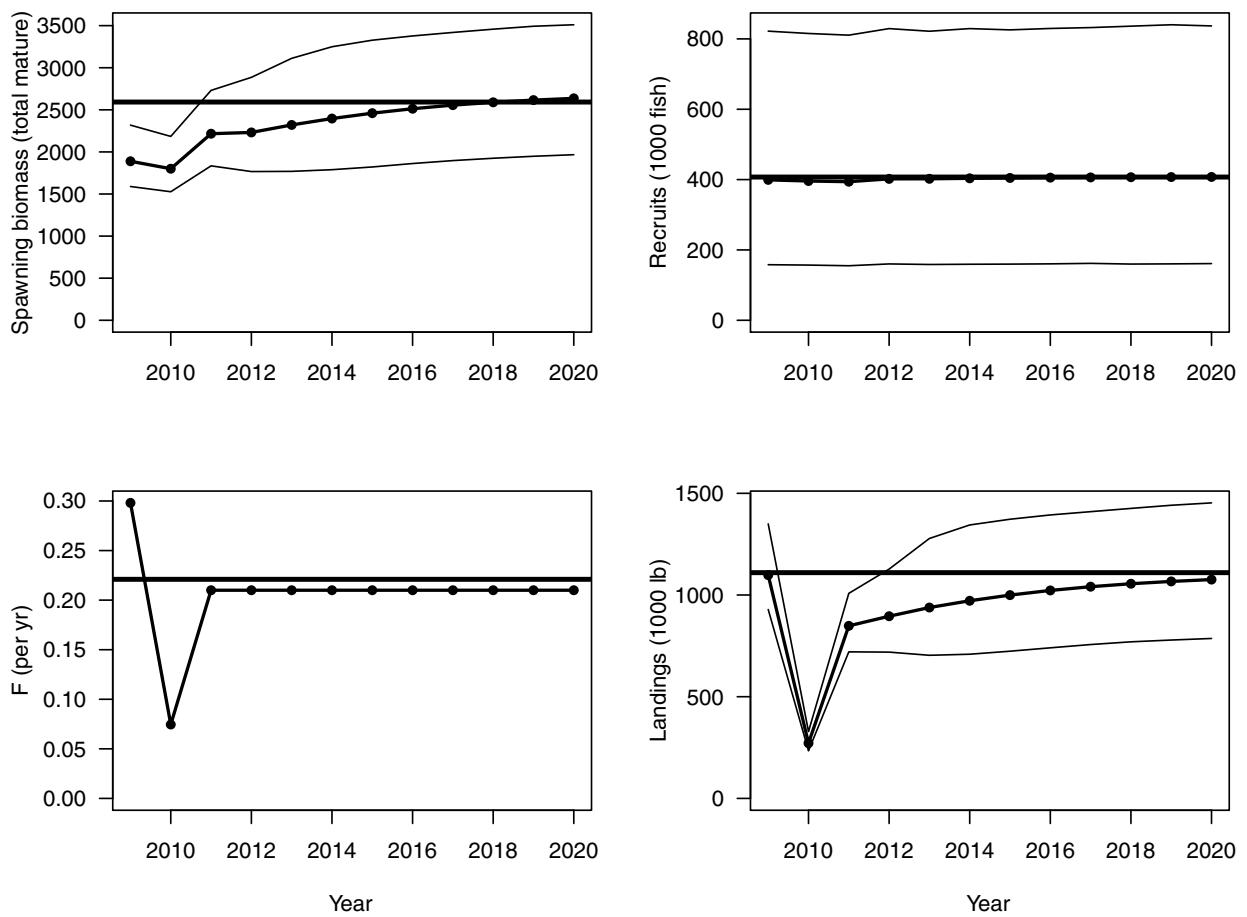 Spawning biomass (total mature)
3500
3000
2500
2000
1500
1000
500
0
2010 2012 2014 2016 2018 2020
Recruits (1000 fish)
800
600
400
200
0
2010 2012 2014 2016 2018 2020
F (per yr)
0.30
0.25
0.20
0.15
0.10
0.05
0.00
2010 2012 2014 2016 2018 2020
Year
Landings (1000 lb)
1500
1000
500
0
2010 2012 2014 2016 2018 2020
Year